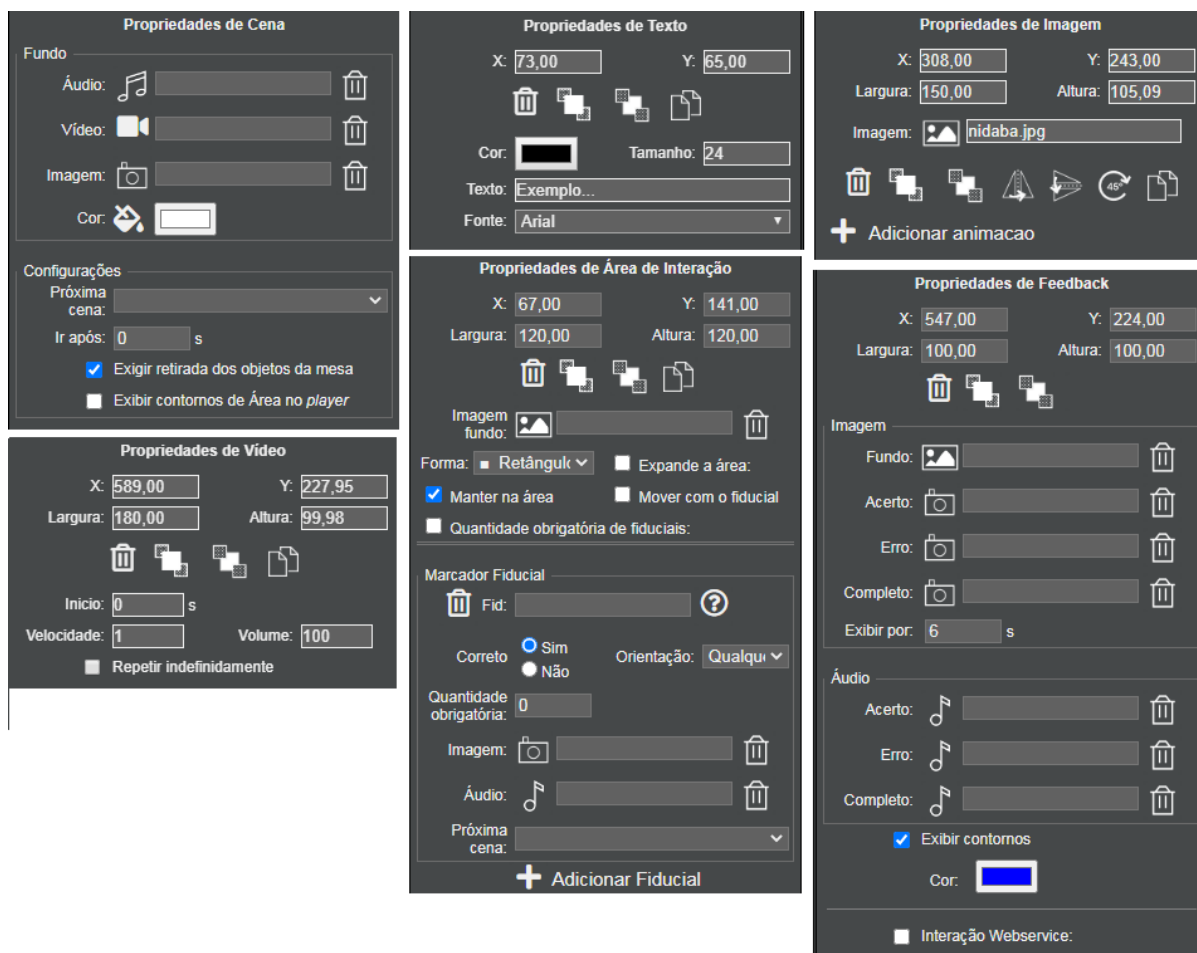 Propriedades de Cena
Fundo
Áudio:
Vídeo:
Imagem:
Cor:
Configurações
Próxima
cena:
Ir após: 0 s
Exigir retirada dos objetos da mesa
Exibir contornos de Área no player
Propriedades de Vídeo
X: 589,00 Y: 227,95
Largura: 180,00 Altura: 99,98
Inicio: 0 s
Velocidade: 1 Volume: 100
Repetir indefinidamente
Propriedades de Texto
X: 73,00 Y: 65,00
Cor: Tamanho: 24
Texto: Exemplo...
Fonte: Arial
Propriedades de Área de Interação
X: 67,00 Y: 141,00
Largura: 120,00 Altura: 120,00
Imagem
fundo:
Forma: Retângulc Expande a área:
Manter na área Mover com o fiducial
Quantidade obrigatória de fiduciais:
Marcador Fiducial
Fid:
Correto Sim Orientação: Qualqu
Não
Quantidade
obrigatória: 0
Imagem:
Áudio:
Próxima
cena:
Adicionar Fiducial
Propriedades de Imagem
X: 308,00 Y: 243,00
Largura: 150,00 Altura: 105,09
Imagem: nidaba.jpg
45°
Adicionar animacao
Propriedades de Feedback
X: 547,00 Y: 224,00
Largura: 100,00 Altura: 100,00
Imagem
Fundo:
Acerto:
Erro:
Completo:
Exibir por: 6 s
Áudio
Acerto:
Erro:
Completo:
Exibir contornos
Cor:
Interação Webservice: